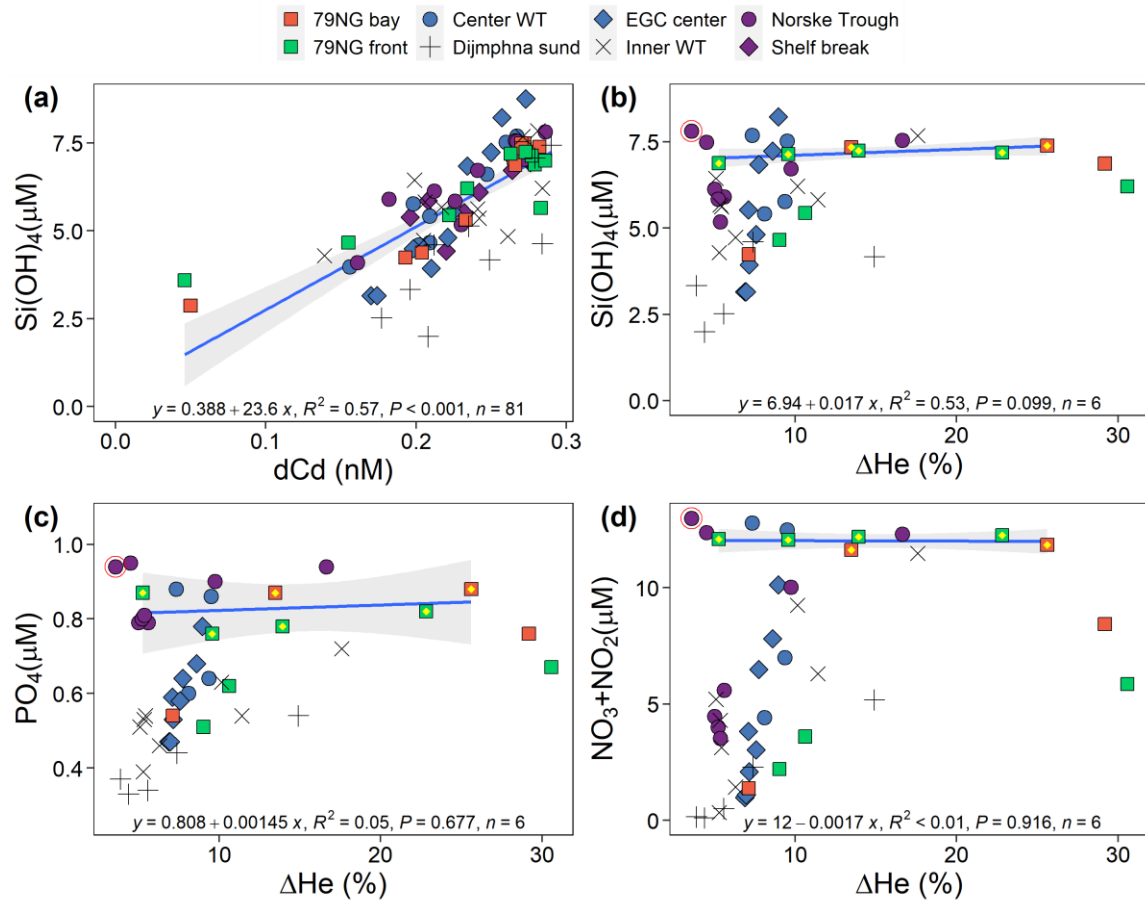 79NG bay Center WT EGC center Norske Trough
79NG front Dijmphna sund Inner WT Shelf break
(a)
Si(OH)4(μM)
7.5
5.0
2.5
0.0
y = 0.388 + 23.6 x, R2 = 0.57, P < 0.001, n = 81
0.0 0.1 0.2 0.3
dCd (nM)
(b)
Si(OH)4(μM)
7.5
5.0
2.5
0.0
y = 6.94 + 0.017 x, R2 = 0.53, P = 0.099, n = 6
10 20 30
ΔHe (%)
(c)
PO4(μM)
1.0
0.8
0.6
0.4
y = 0.808 + 0.00145 x, R2 = 0.05, P = 0.677, n = 6
10 20 30
ΔHe (%)
(d)
NO3+NO2(μM)
10
5
0
y = 12 − 0.0017 x, R2 < 0.01, P = 0.916, n = 6
10 20 30
ΔHe (%)